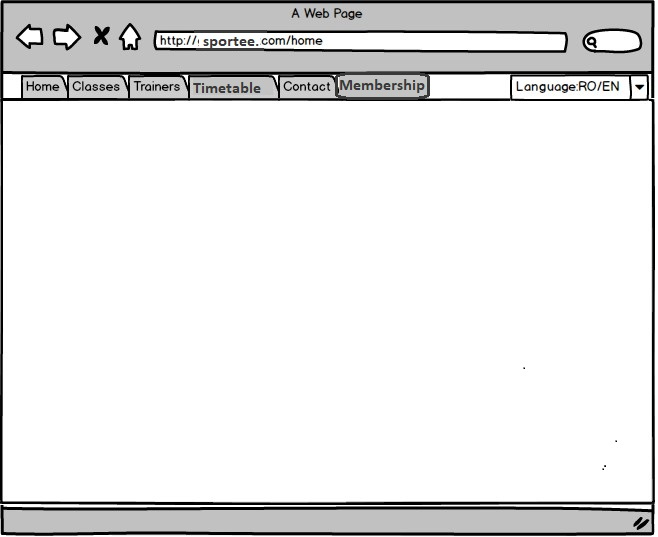 A Web Page
http:// sportee. com/home
Home Classes Trainers Timetable Contact Membership Language:RO/EN